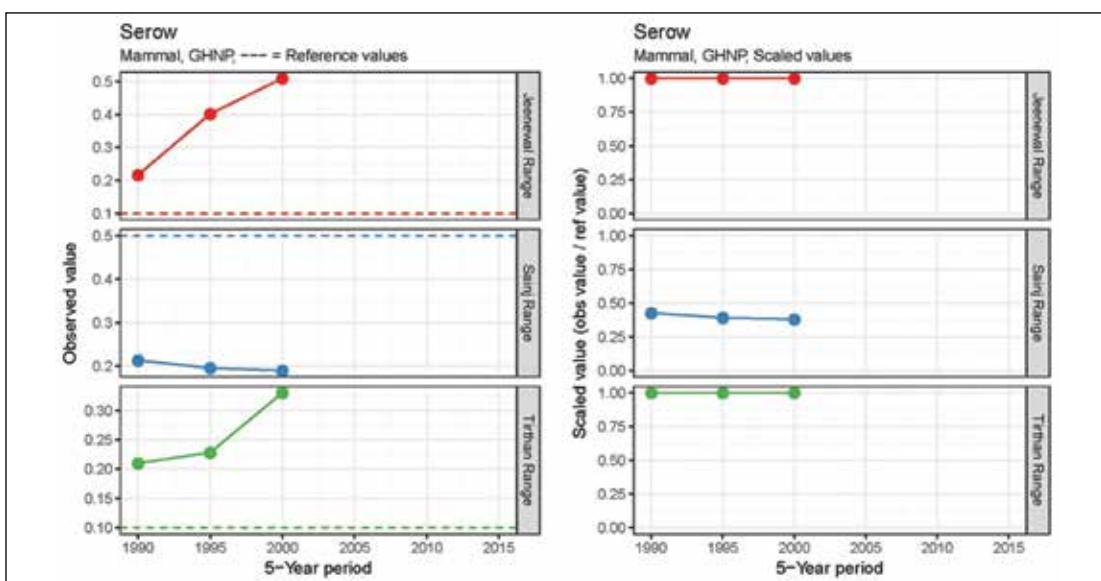 Serow
Mammal, GHNP, --- = Reference values
Observed value
0.5
0.4
0.3
0.2
0.1
Jeenewal Range
0.5
0.4
0.3
0.2
Sainj Range
0.30
0.25
0.20
0.15
0.10
Tirthan Range
1990 1995 2000 2005 2010 2015
5-Year period
Serow
Mammal, GHNP, Scaled values
Scaled value (obs value / ref value)
1.00
0.75
0.50
0.25
0.00
Jeenewal Range
1.00
0.75
0.50
0.25
0.00
Sainj Range
1.00
0.75
0.50
0.25
0.00
Tirthan Range
1990 1995 2000 2005 2010 2015
5-Year period